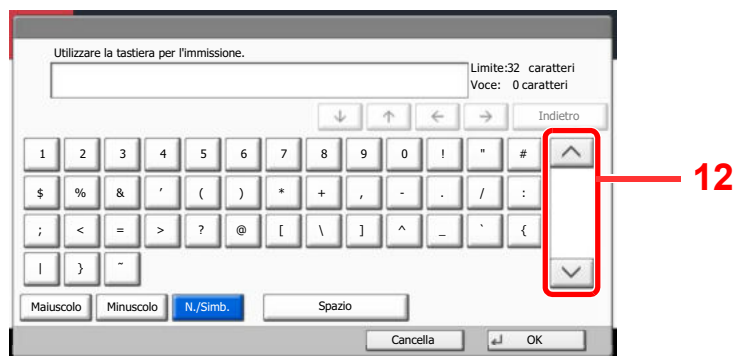 Utilizzare la tastiera per l'immissione.
Limite:32 caratteri
Voce: 0 caratteri
↓ ↑ ← → Indietro
1 2 3 4 5 6 7 8 9 0 ! " #
$ % & ' ( ) * + , - . / :
; < = > ? @ [ \ ] ^ _ ` {
| } ~
12
Maiuscolo Minuscolo N./Simb. Spazio
Cancella OK